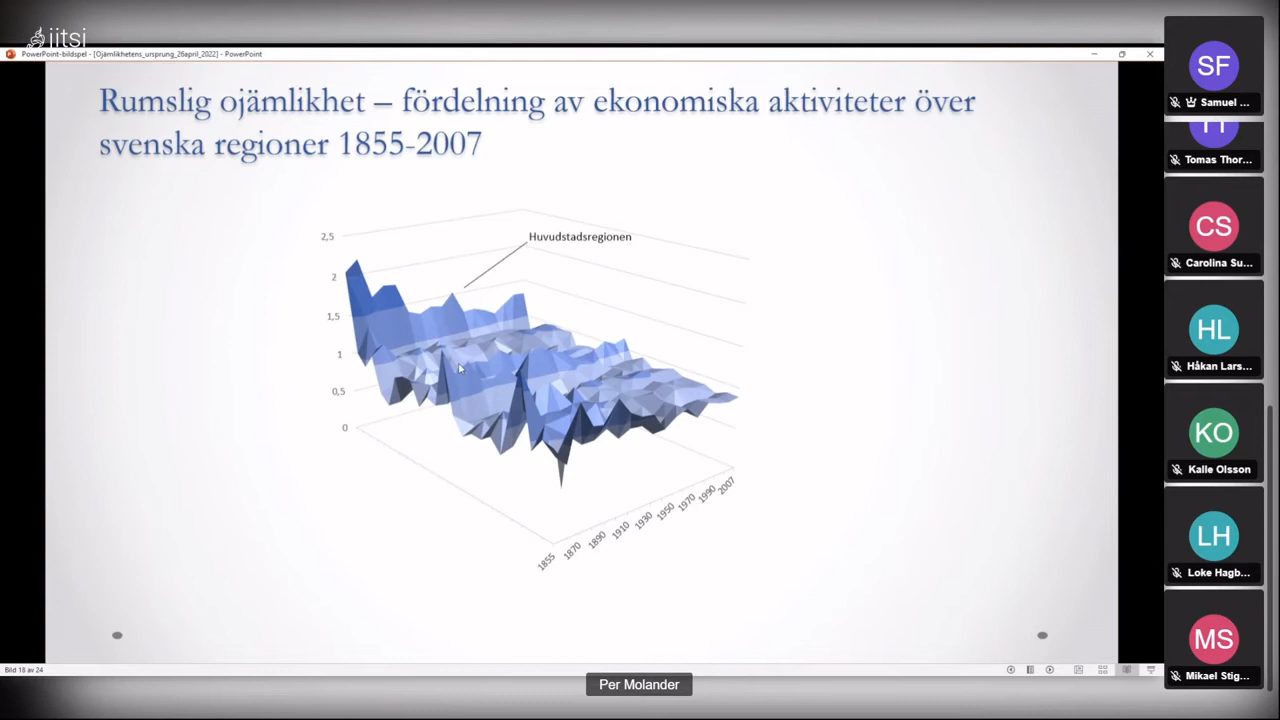 jitsi
PowerPoint-bildspel - [Ojämlikhetens_ursprung_26april_2022] - PowerPoint
Rumslig ojämlikhet – fördelning av ekonomiska aktiviteter över
svenska regioner 1855-2007
Huvudstadsregionen
2,5
2
1,5
1
0,5
0
1855
1870
1890
1910
1930
1950
1970
1990
2007
Bild 18 av 24
Per Molander
SF
Samuel ...
Tomas Thor...
CS
Carolina Su...
HL
Håkan Lars...
KO
Kalle Olsson
LH
Loke Hagb...
MS
Mikael Stig...